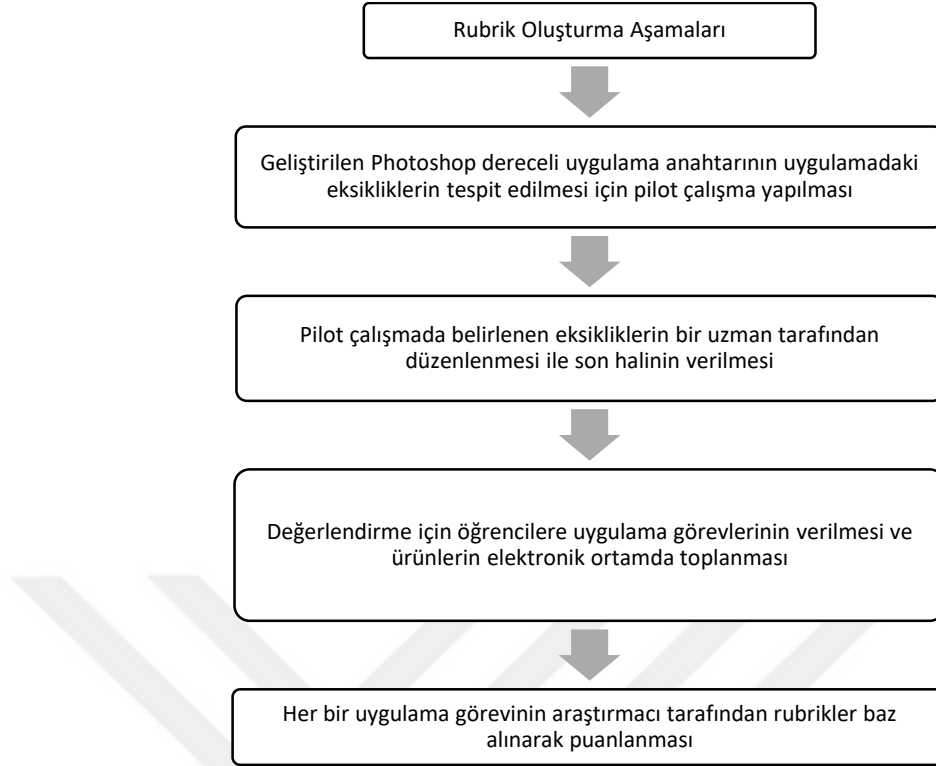 Rubrik Oluşturma Aşamaları
Geliştirilen Photoshop dereceli uygulama anahtarının uygulamadaki
eksikliklerin tespit edilmesi için pilot çalışma yapılması
Pilot çalışmada belirlenen eksikliklerin bir uzman tarafından
düzenlenmesi ile son halinin verilmesi
Değerlendirme için öğrencilere uygulama görevlerinin verilmesi ve
ürünlerin elektronik ortamda toplanması
Her bir uygulama görevinin araştırmacı tarafından rubrikler baz
alınarak puanlanması